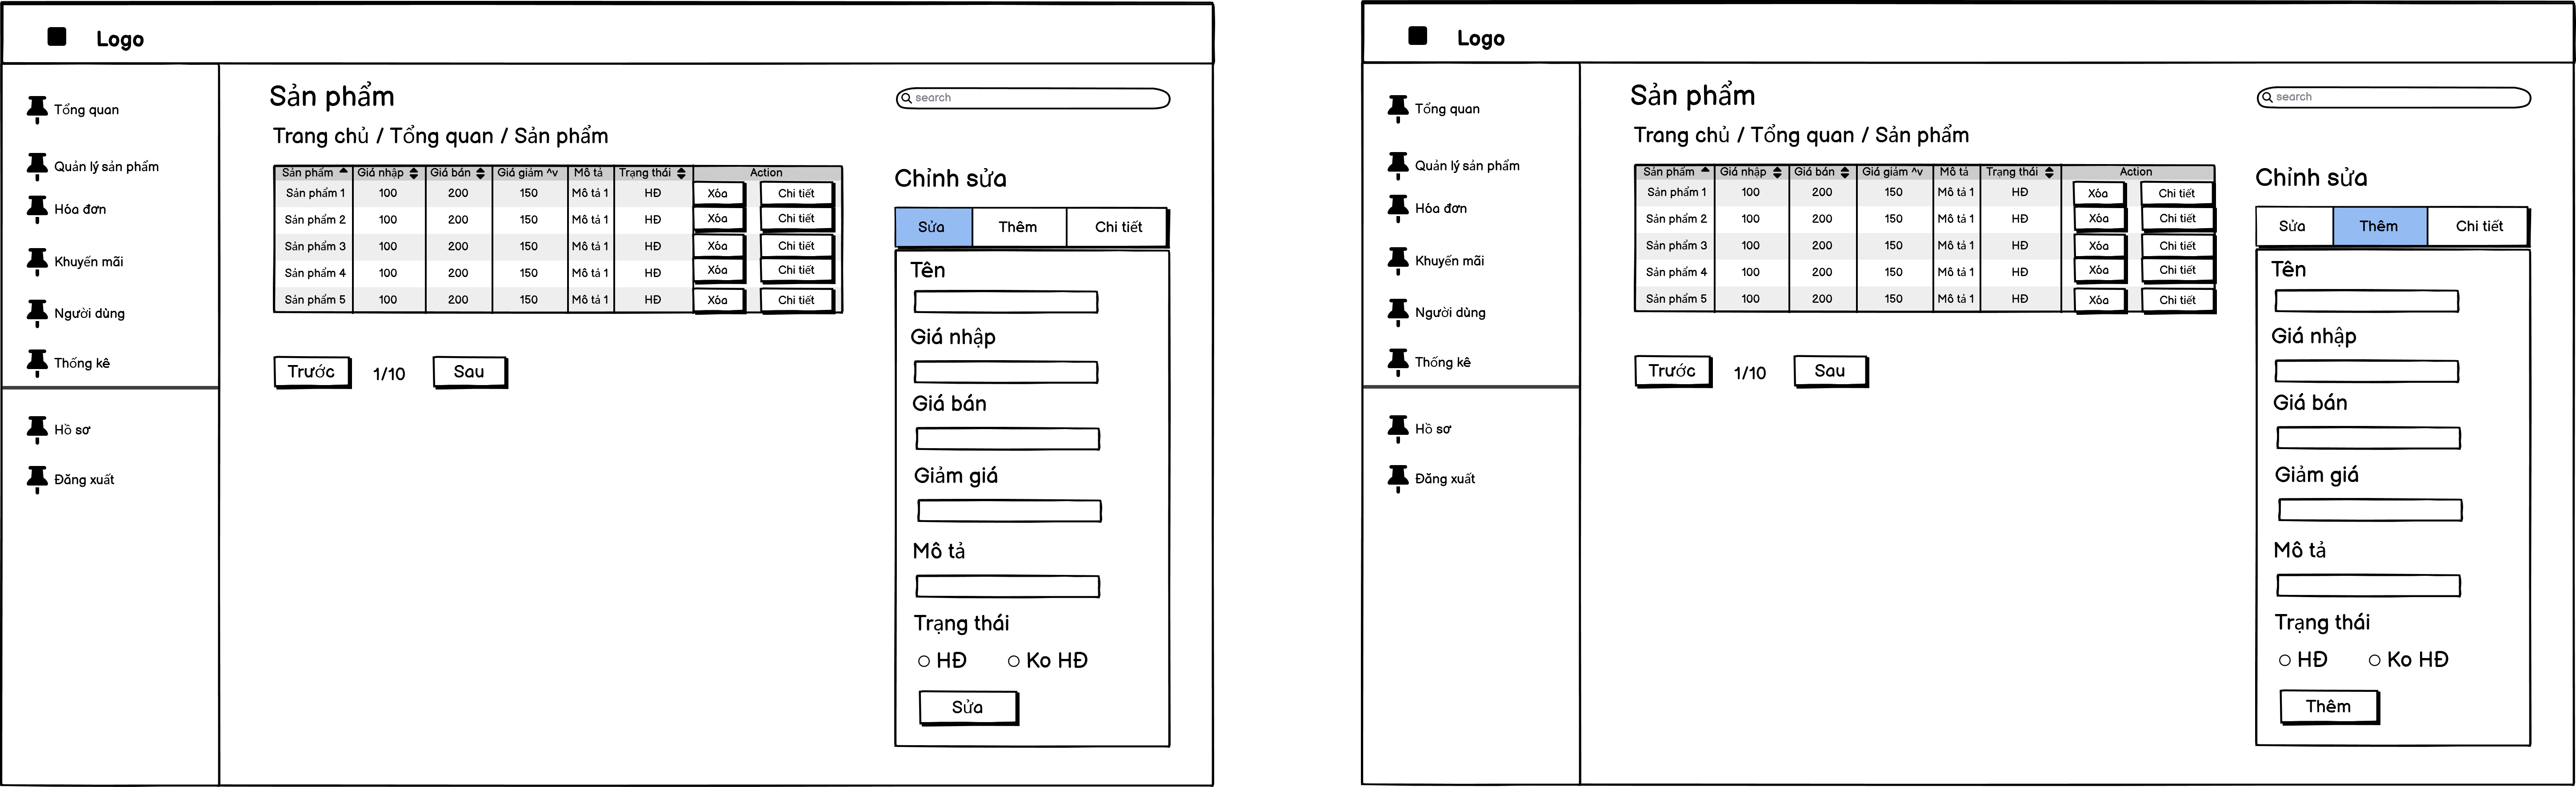 Logo
Tổng quan
Quản lý sản phẩm
Hóa đơn
Khuyến mãi
Người dùng
Thống kê
Hồ sơ
Đăng xuất
Sản phẩm
search
Trang chủ / Tổng quan / Sản phẩm
Sản phẩm Giá nhập Giá bán Giá giảm ^v Mô tả Trạng thái Action
Sản phẩm 1 100 200 150 Mô tả 1 HĐ Xóa Chi tiết
Sản phẩm 2 100 200 150 Mô tả 1 HĐ Xóa Chi tiết
Sản phẩm 3 100 200 150 Mô tả 1 HĐ Xóa Chi tiết
Sản phẩm 4 100 200 150 Mô tả 1 HĐ Xóa Chi tiết
Sản phẩm 5 100 200 150 Mô tả 1 HĐ Xóa Chi tiết
Trước 1/10 Sau
Chỉnh sửa
Sửa Thêm Chi tiết
Tên
Giá nhập
Giá bán
Giảm giá
Mô tả
Trạng thái
HĐ Ko HĐ
Sửa
Logo
Tổng quan
Quản lý sản phẩm
Hóa đơn
Khuyến mãi
Người dùng
Thống kê
Hồ sơ
Đăng xuất
Sản phẩm
search
Trang chủ / Tổng quan / Sản phẩm
Sản phẩm Giá nhập Giá bán Giá giảm ^v Mô tả Trạng thái Action
Sản phẩm 1 100 200 150 Mô tả 1 HĐ Xóa Chi tiết
Sản phẩm 2 100 200 150 Mô tả 1 HĐ Xóa Chi tiết
Sản phẩm 3 100 200 150 Mô tả 1 HĐ Xóa Chi tiết
Sản phẩm 4 100 200 150 Mô tả 1 HĐ Xóa Chi tiết
Sản phẩm 5 100 200 150 Mô tả 1 HĐ Xóa Chi tiết
Trước 1/10 Sau
Chỉnh sửa
Sửa Thêm Chi tiết
Tên
Giá nhập
Giá bán
Giảm giá
Mô tả
Trạng thái
HĐ Ko HĐ
Thêm